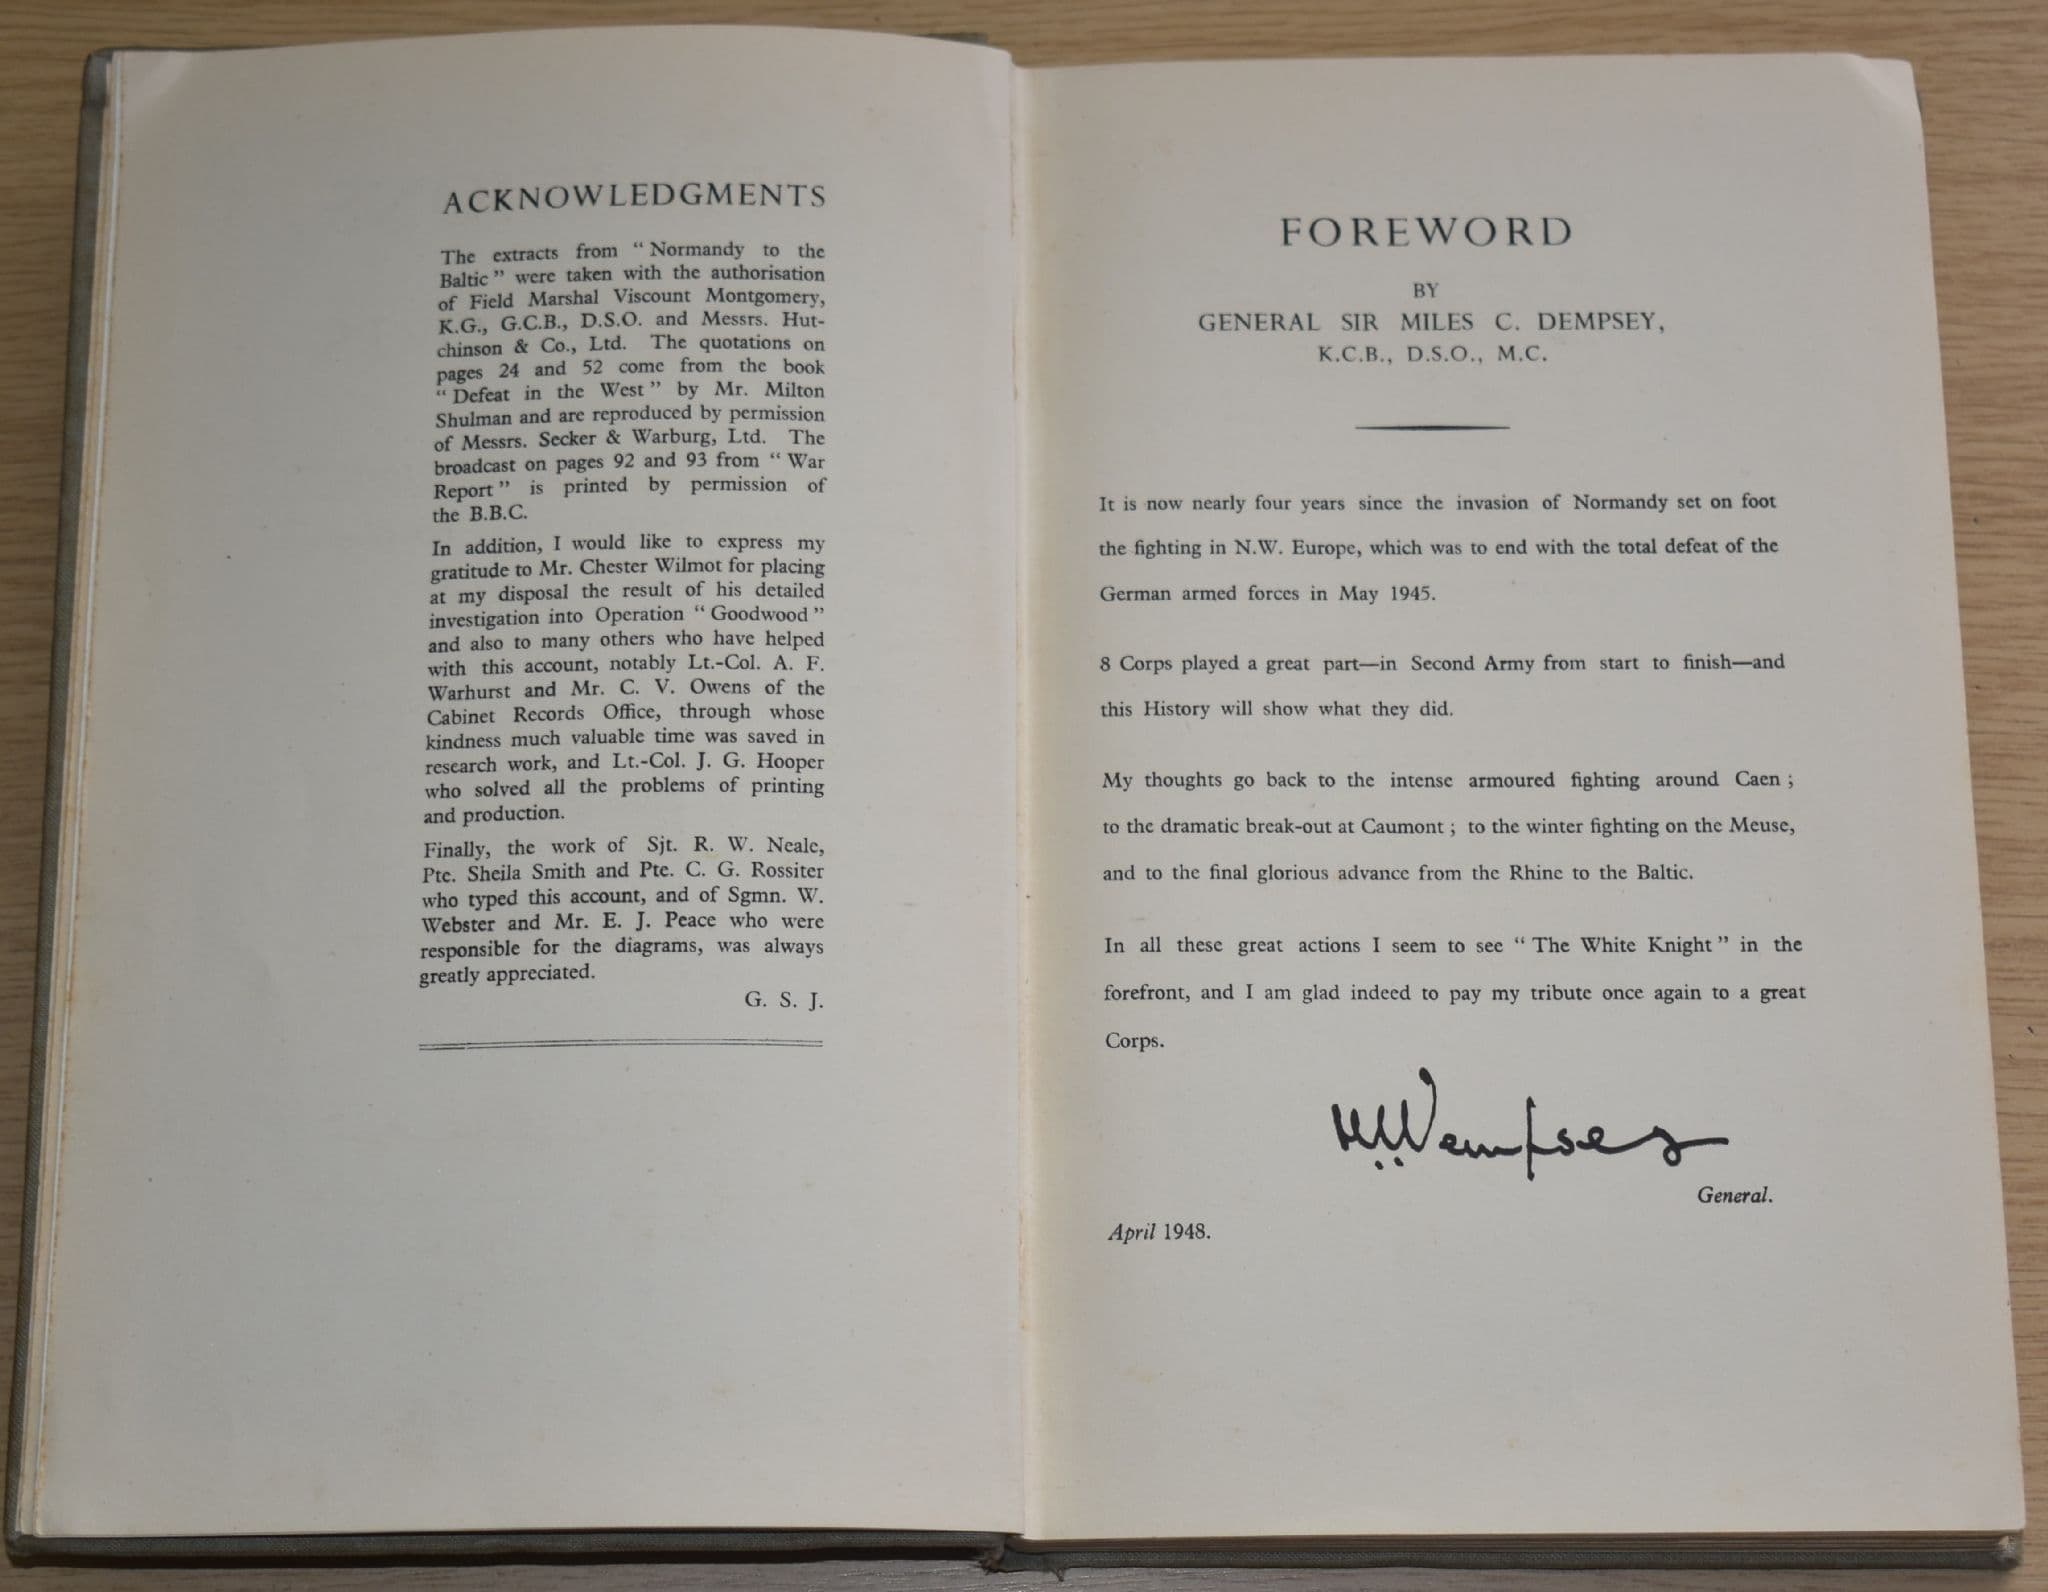 ACKNOWLEDGMENTS
The extracts from “ Normandy to the
Baltic ” were taken with the authorisation
of Field Marshal Viscount Montgomery,
K.G., G.C.B., D.S.O. and Messrs. Hut-
chinson & Co., Ltd. The quotations on
pages 24 and 52 come from the book
“ Defeat in the West ” by Mr. Milton
Shulman and are reproduced by permission
of Messrs. Secker & Warburg, Ltd. The
broadcast on pages 92 and 93 from “ War
Report ” is printed by permission of
the B.B.C.
In addition, I would like to express my
gratitude to Mr. Chester Wilmot for placing
at my disposal the result of his detailed
investigation into Operation “ Goodwood ”
and also to many others who have helped
with this account, notably Lt.-Col. A. F.
Warhurst and Mr. C. V. Owens of the
Cabinet Records Office, through whose
kindness much valuable time was saved in
research work, and Lt.-Col. J. G. Hooper
who solved all the problems of printing
and production.
Finally, the work of Sjt. R. W. Neale,
Pte. Sheila Smith and Pte. C. G. Rossiter
who typed this account, and of Sgmn. W.
Webster and Mr. E. J. Peace who were
responsible for the diagrams, was always
greatly appreciated.
G. S. J.
FOREWORD
BY
GENERAL SIR MILES C. DEMPSEY,
K.C.B., D.S.O., M.C.
It is now nearly four years since the invasion of Normandy set on foot
the fighting in N.W. Europe, which was to end with the total defeat of the
German armed forces in May 1945.
8 Corps played a great part—in Second Army from start to finish—and
this History will show what they did.
My thoughts go back to the intense armoured fighting around Caen ;
to the dramatic break-out at Caumont ; to the winter fighting on the Meuse,
and to the final glorious advance from the Rhine to the Baltic.
In all these great actions I seem to see “ The White Knight ” in the
forefront, and I am glad indeed to pay my tribute once again to a great
Corps.
M.C. Dempsey
General.
April 1948.